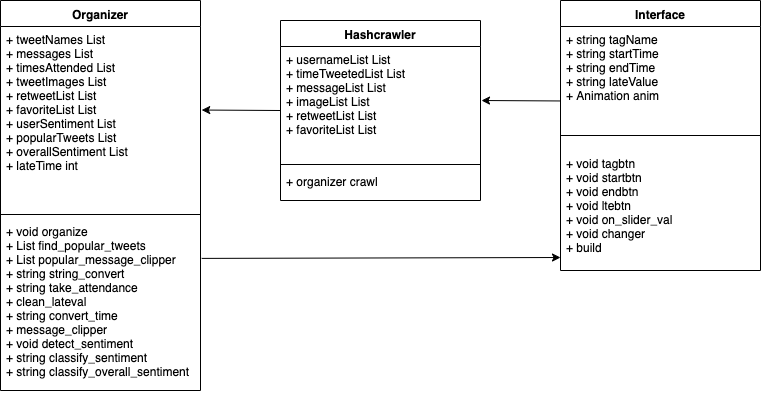 Organizer
+ tweetNames List
+ messages List
+ timesAttended List
+ tweetImages List
+ retweetList List
+ favoriteList List
+ userSentiment List
+ popularTweets List
+ overallSentiment List
+ lateTime int
+ void organize
+ List find_popular_tweets
+ List popular_message_clipper
+ string string_convert
+ string take_attendance
+ clean_lateval
+ string convert_time
+ message_clipper
+ void detect_sentiment
+ string classify_sentiment
+ string classify_overall_sentiment
Hashcrawler
+ usernameList List
+ timeTweetedList List
+ messageList List
+ imageList List
+ retweetList List
+ favoriteList List
+ organizer crawl
Interface
+ string tagName
+ string startTime
+ string endTime
+ string lateValue
+ Animation anim
+ void tagbtn
+ void startbtn
+ void endbtn
+ void ltebtn
+ void on_slider_val
+ void changer
+ build